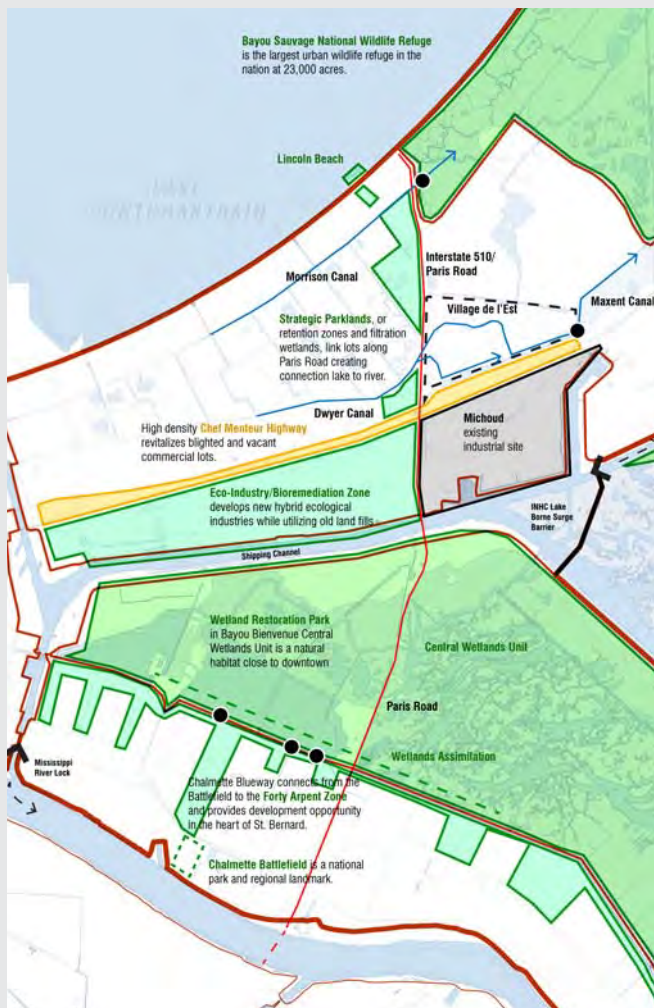 Bayou Sauvage National Wildlife Refuge
is the largest urban wildlife refuge in the
nation at 23,000 acres.
Lincoln Beach
LAKE
PONTCHARTRAIN
Morrison Canal
Interstate 510/
Paris Road
Village de l'Est
Maxent Canal
Strategic Parklands, or
retention zones and filtration
wetlands, link lots along
Paris Road creating
connection lake to river.
Dwyer Canal
High density Chef Menteur Highway
revitalizes blighted and vacant
commercial lots.
Michoud
existing
industrial site
Eco-Industry/Bioremediation Zone
develops new hybrid ecological
industries while utilizing old land fills.
INHC Lake
Borne Surge
Barrier
Shipping Channel
Wetland Restoration Park
in Bayou Bienvenue Central
Wetlands Unit is a natural
habitat close to downtown
Central Wetlands Unit
Paris Road
Wetlands Assimilation
Mississippi
River Lock
Chalmette Blueway connects from the
Battlefield to the Forty Arpent Zone
and provides development opportunity
in the heart of St. Bernard.
Chalmette Battlefield is a national
park and regional landmark.